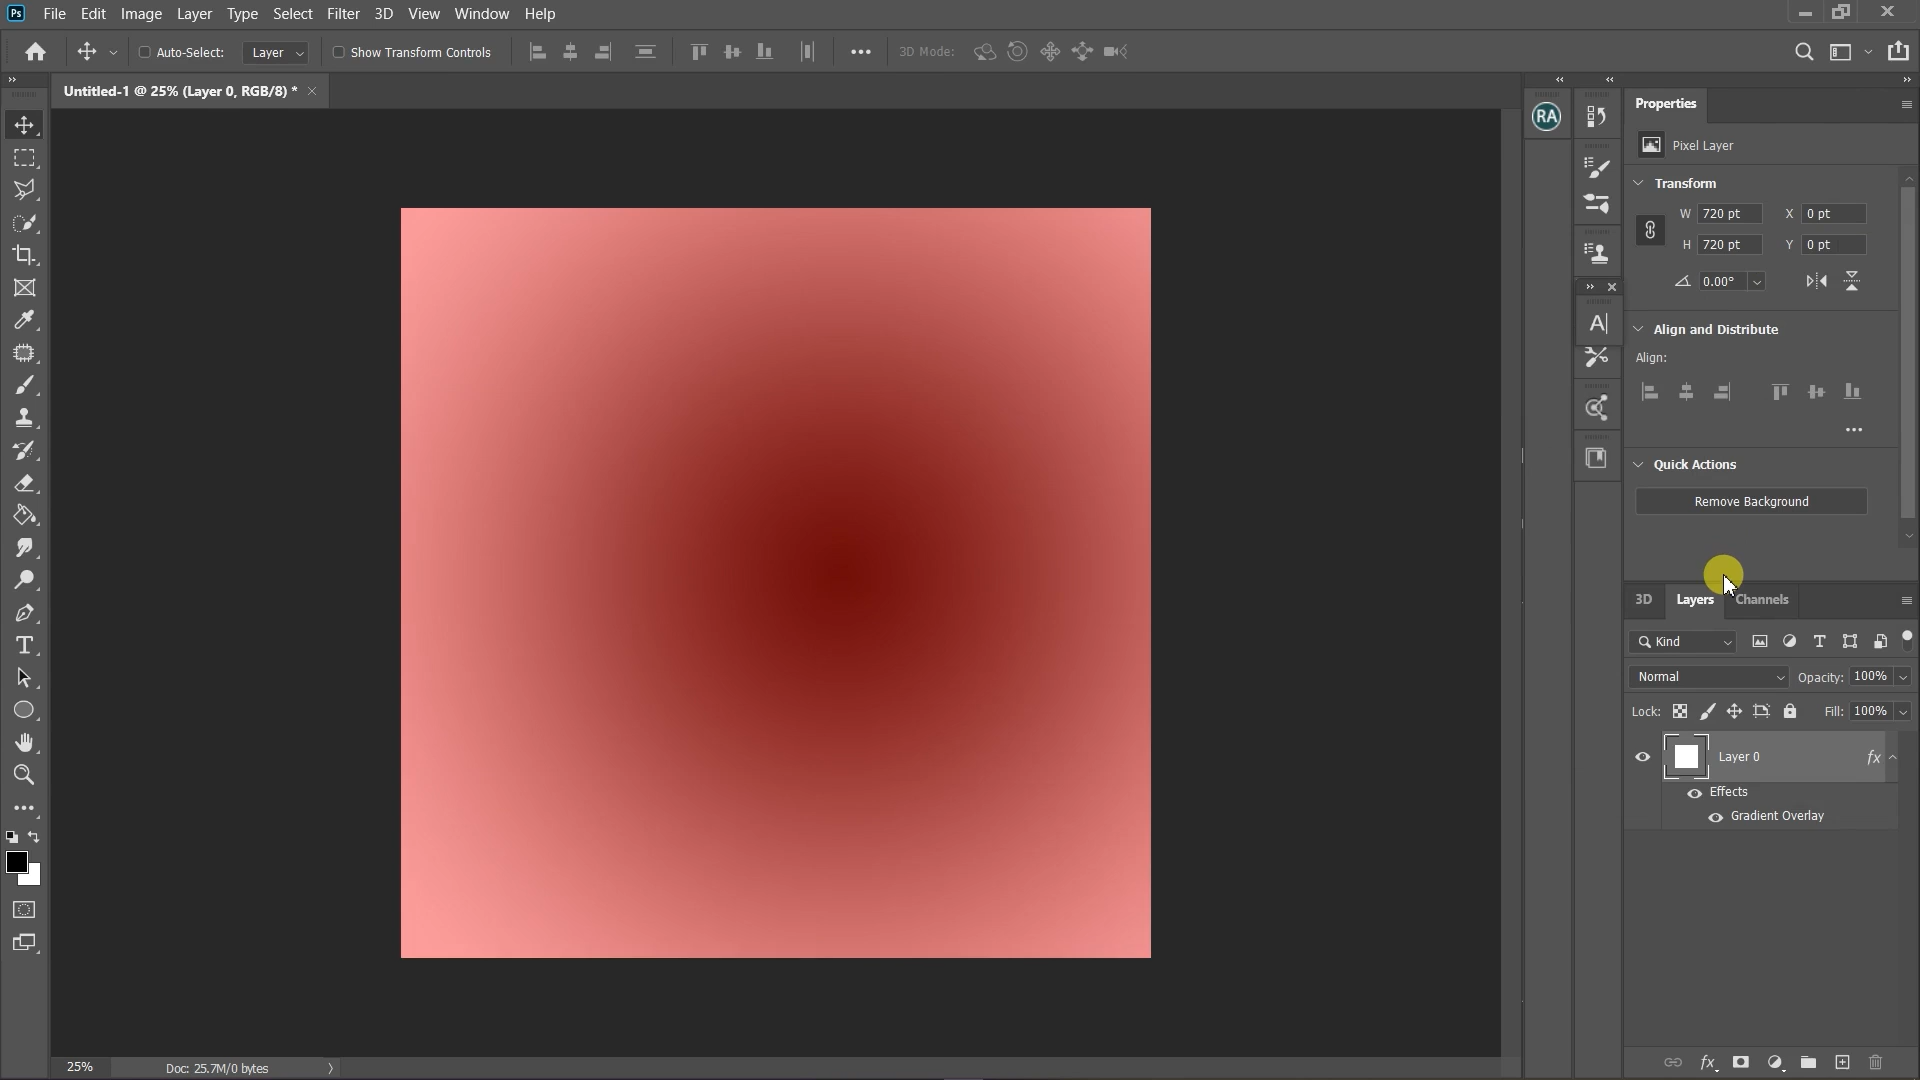 Ps File Edit Image Layer Type Select Filter 3D View Window Help
Auto-Select: Layer Show Transform Controls 3D Mode:
Untitled-1 @ 25% (Layer 0, RGB/8) *
RA
Properties
Pixel Layer
Transform
W 720 pt X 0 pt
H 720 pt Y 0 pt
0.00°
A
Align and Distribute
Align:
Quick Actions
Remove Background
3D Layers Channels
Kind
Normal Opacity: 100%
Lock: Fill: 100%
Layer 0 fx
Effects
Gradient Overlay
25% Doc: 25.7M/0 bytes
fx